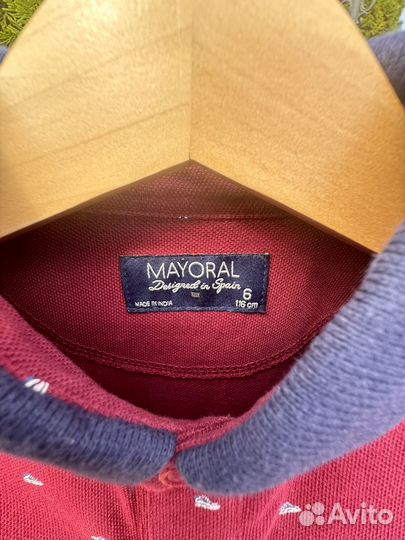 MAYORAL
Designed in Spain
MADE IN INDIA
6
116 cm
Avito